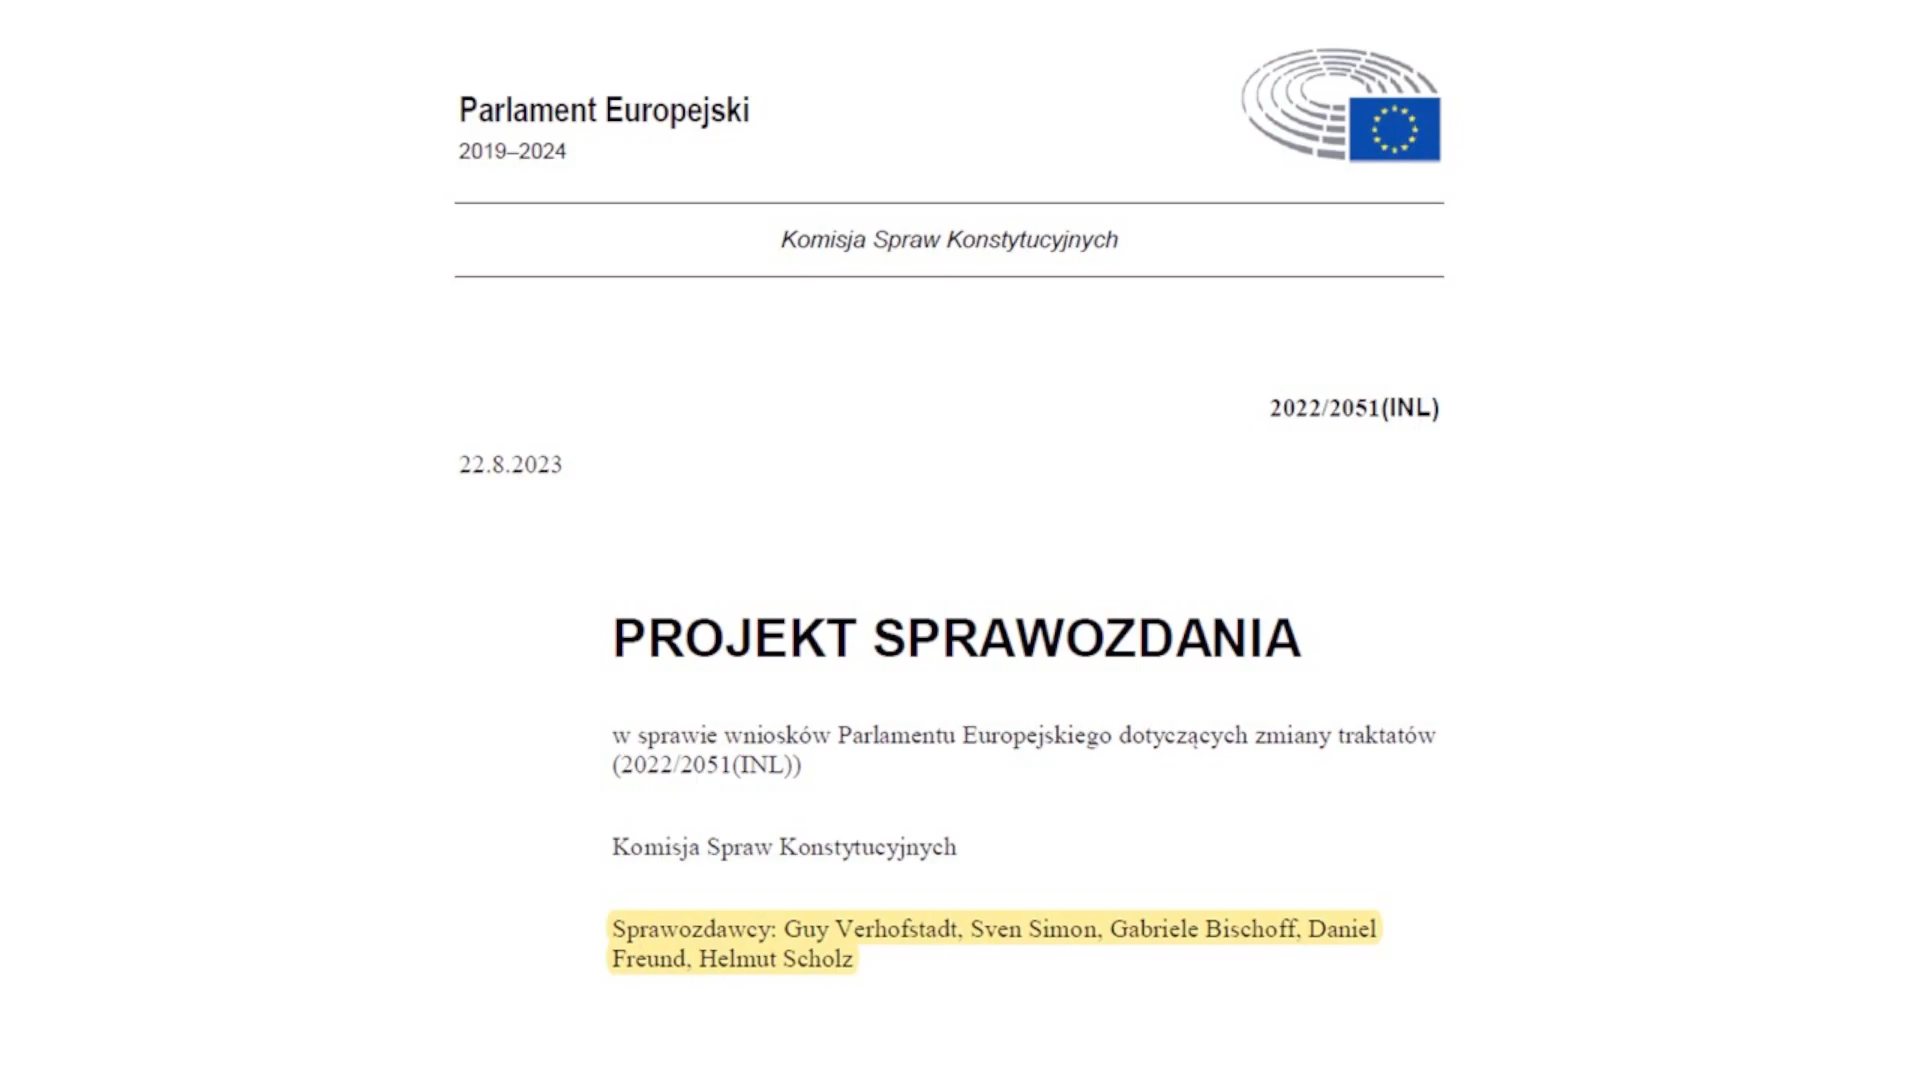 Parlament Europejski
2019–2024
Komisja Spraw Konstytucyjnych
2022/2051(INL)
22.8.2023
PROJEKT SPRAWOZDANIA
w sprawie wniosków Parlamentu Europejskiego dotyczących zmiany traktatów
(2022/2051(INL))
Komisja Spraw Konstytucyjnych
Sprawozdawcy: Guy Verhofstadt, Sven Simon, Gabriele Bischoff, Daniel
Freund, Helmut Scholz